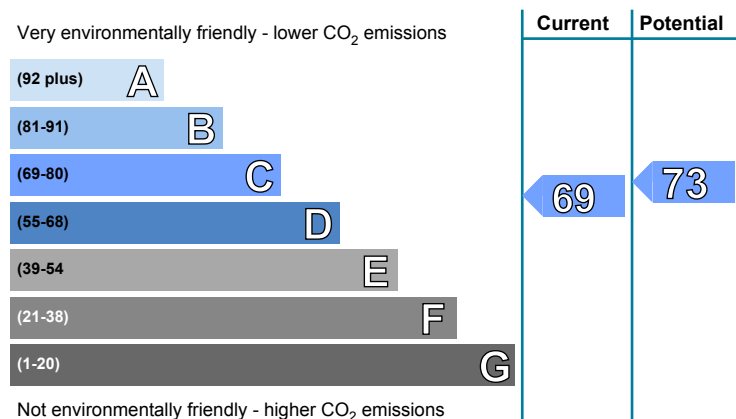 Current Potential
Very environmentally friendly - lower CO₂ emissions
(92 plus) A
(81-91) B
(69-80) C
(55-68) D
(39-54 E
(21-38) F
(1-20) G
69
73
Not environmentally friendly - higher CO₂ emissions